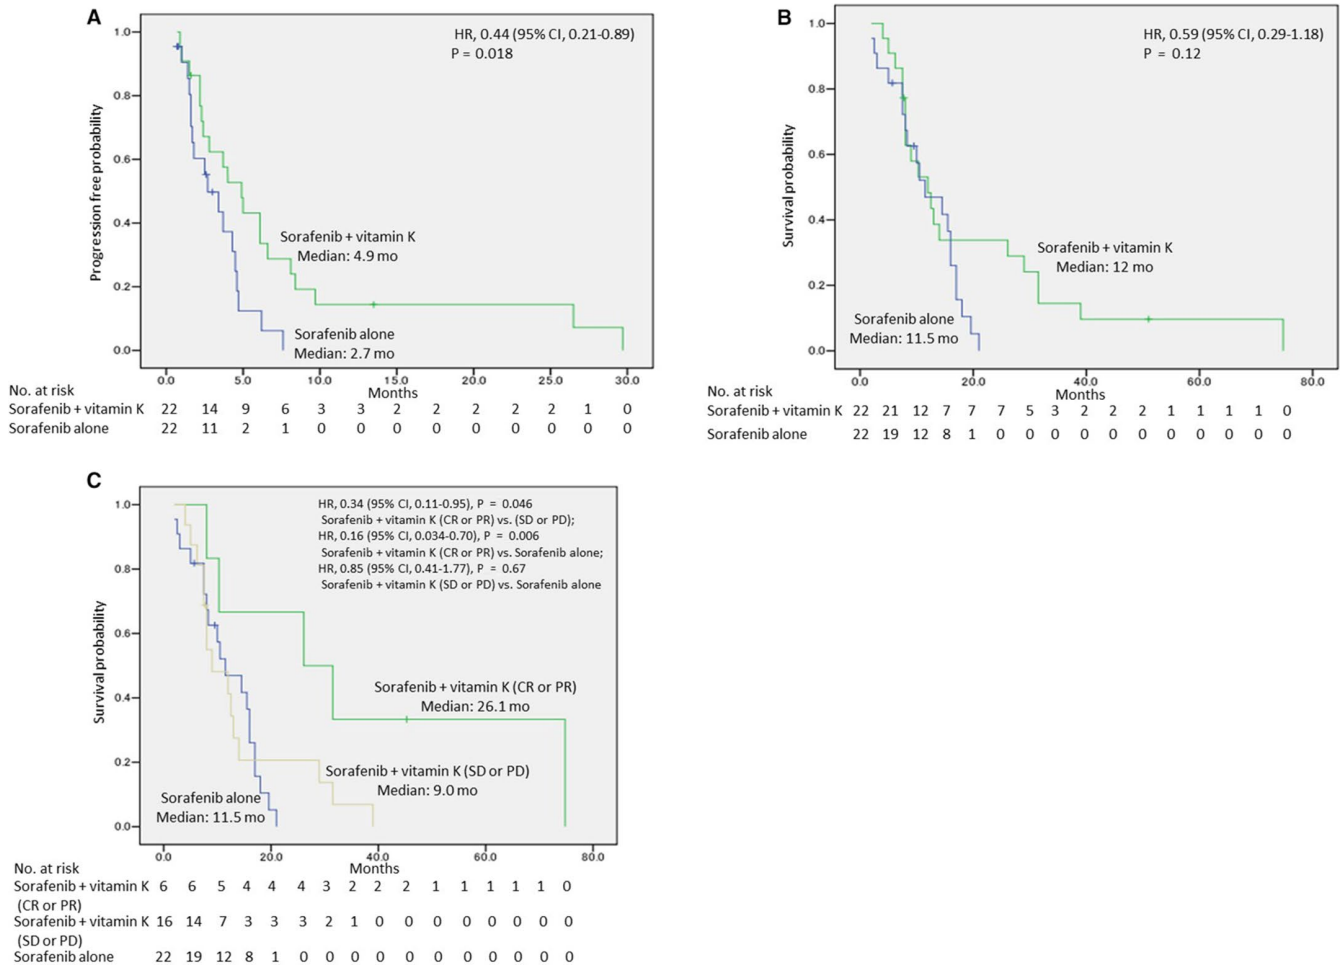 A
HR, 0.44 (95% CI, 0.21-0.89)
P = 0.018
Progression free probability
1.0
0.8
0.6
0.4
0.2
0.0
Sorafenib + vitamin K
Median: 4.9 mo
Sorafenib alone
Median: 2.7 mo
0.0 5.0 10.0 15.0 20.0 25.0 30.0
Months
No. at risk
Sorafenib + vitamin K 22 14 9 6 3 3 2 2 2 2 2 1 0
Sorafenib alone 22 11 2 1 0 0 0 0 0 0 0 0 0
B
HR, 0.59 (95% CI, 0.29-1.18)
P = 0.12
Survival probability
1.0
0.8
0.6
0.4
0.2
0.0
Sorafenib + vitamin K
Median: 12 mo
Sorafenib alone
Median: 11.5 mo
0.0 20.0 40.0 60.0 80.0
Months
No. at risk
Sorafenib + vitamin K 22 21 12 7 7 7 5 3 2 2 2 1 1 1 1 0
Sorafenib alone 22 19 12 8 1 0 0 0 0 0 0 0 0 0 0 0
C
HR, 0.34 (95% CI, 0.11-0.95), P = 0.046
Sorafenib + vitamin K (CR or PR) vs. (SD or PD);
HR, 0.16 (95% CI, 0.034-0.70), P = 0.006
Sorafenib + vitamin K (CR or PR) vs. Sorafenib alone;
HR, 0.85 (95% CI, 0.41-1.77), P = 0.67
Sorafenib + vitamin K (SD or PD) vs. Sorafenib alone
Survival probability
1.0
0.8
0.6
0.4
0.2
0.0
Sorafenib + vitamin K (CR or PR)
Median: 26.1 mo
Sorafenib + vitamin K (SD or PD)
Median: 9.0 mo
Sorafenib alone
Median: 11.5 mo
0.0 20.0 40.0 60.0 80.0
Months
No. at risk
Sorafenib + vitamin K 6 6 5 4 4 4 3 2 2 2 1 1 1 1 1 0
(CR or PR)
Sorafenib + vitamin K 16 14 7 3 3 3 2 1 0 0 0 0 0 0 0 0
(SD or PD)
Sorafenib alone 22 19 12 8 1 0 0 0 0 0 0 0 0 0 0 0